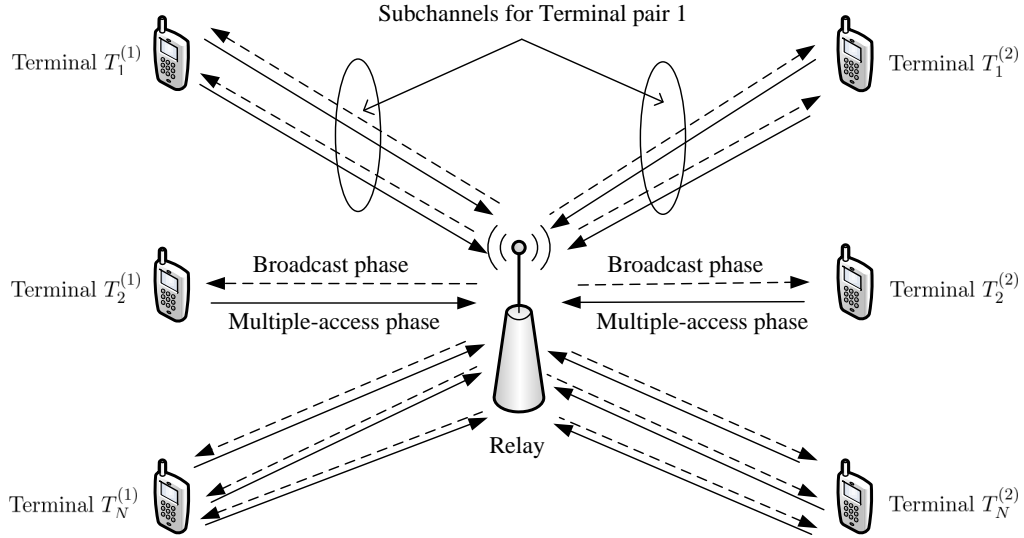 Subchannels for Terminal pair 1
Terminal $T_1^{(1)}$
Terminal $T_1^{(2)}$
Broadcast phase
Broadcast phase
Terminal $T_2^{(1)}$
Terminal $T_2^{(2)}$
Multiple-access phase
Multiple-access phase
Relay
Terminal $T_N^{(1)}$
Terminal $T_N^{(2)}$